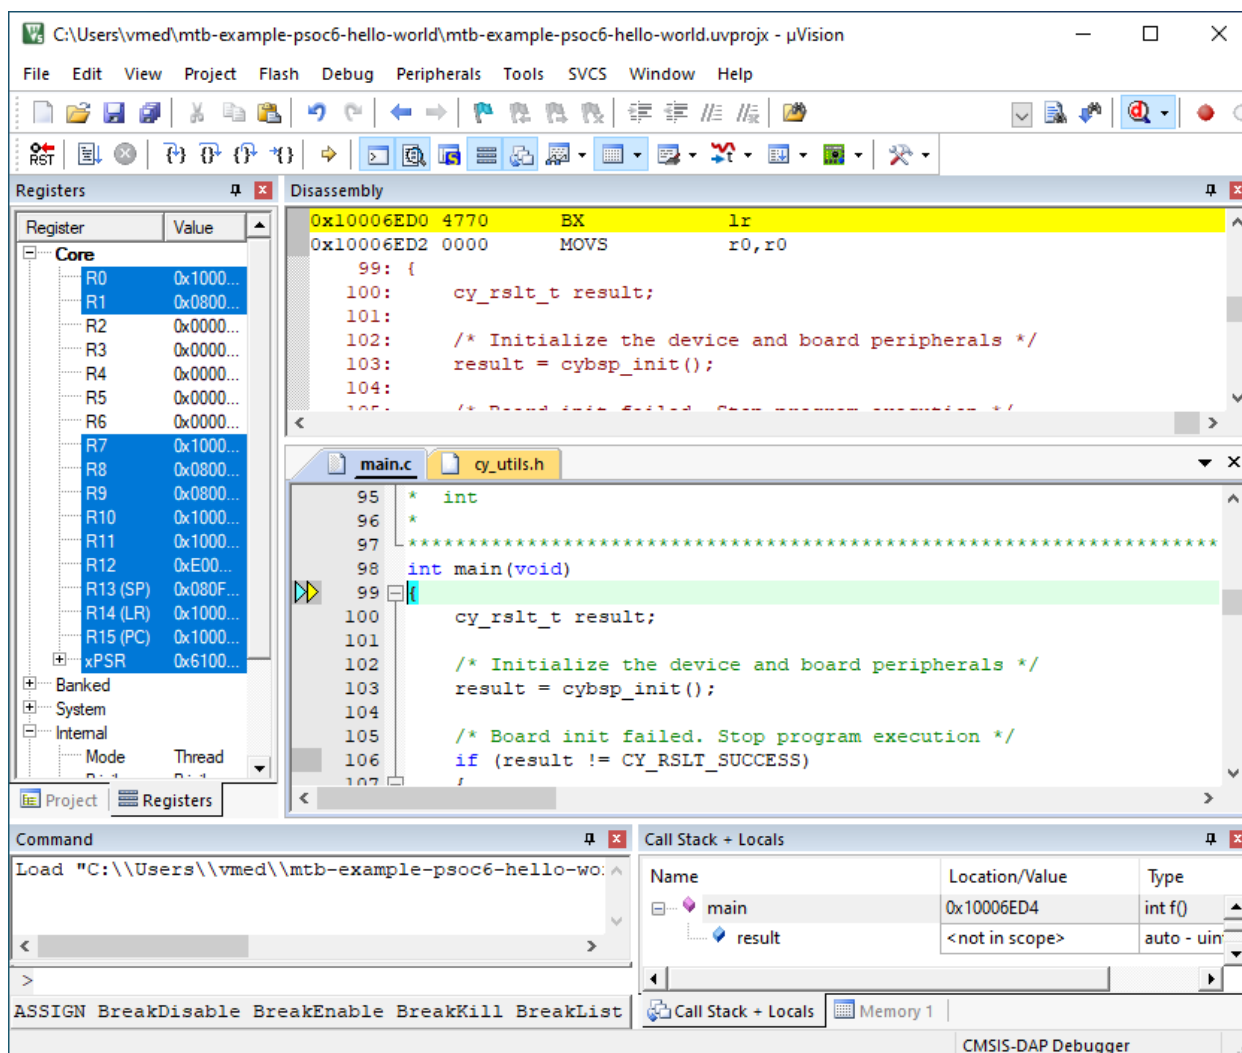 C:\Users\vmed\mtb-example-psoc6-hello-world\mtb-example-psoc6-hello-world.uvprojx - µVision
File Edit View Project Flash Debug Peripherals Tools SVCS Window Help
RST
Registers
Register Value
Core
R0 0x1000...
R1 0x0800...
R2 0x0000...
R3 0x0000...
R4 0x0000...
R5 0x0000...
R6 0x0000...
R7 0x1000...
R8 0x0800...
R9 0x0800...
R10 0x1000...
R11 0x1000...
R12 0xE00...
R13 (SP) 0x080F...
R14 (LR) 0x1000...
R15 (PC) 0x1000...
xPSR 0x6100...
Banked
System
Internal
Mode Thread
Project Registers
Disassembly
0x10006ED0 4770 BX lr
0x10006ED2 0000 MOVS r0,r0
99: {
100: cy_rslt_t result;
101:
102: /* Initialize the device and board peripherals */
103: result = cybsp_init();
104:
105: /* Board init failed. Stop program execution */
main.c cy_utils.h
95 * int
96 *
97 ********************************************************************
98 int main(void)
99 {
100 cy_rslt_t result;
101
102 /* Initialize the device and board peripherals */
103 result = cybsp_init();
104
105 /* Board init failed. Stop program execution */
106 if (result != CY_RSLT_SUCCESS)
107 {
Command
Load "C:\\Users\\vmed\\mtb-example-psoc6-hello-wo
>
ASSIGN BreakDisable BreakEnable BreakKill BreakList
Call Stack + Locals
Name Location/Value Type
main 0x10006ED4 int f()
result <not in scope> auto - uin
Call Stack + Locals Memory 1
CMSIS-DAP Debugger